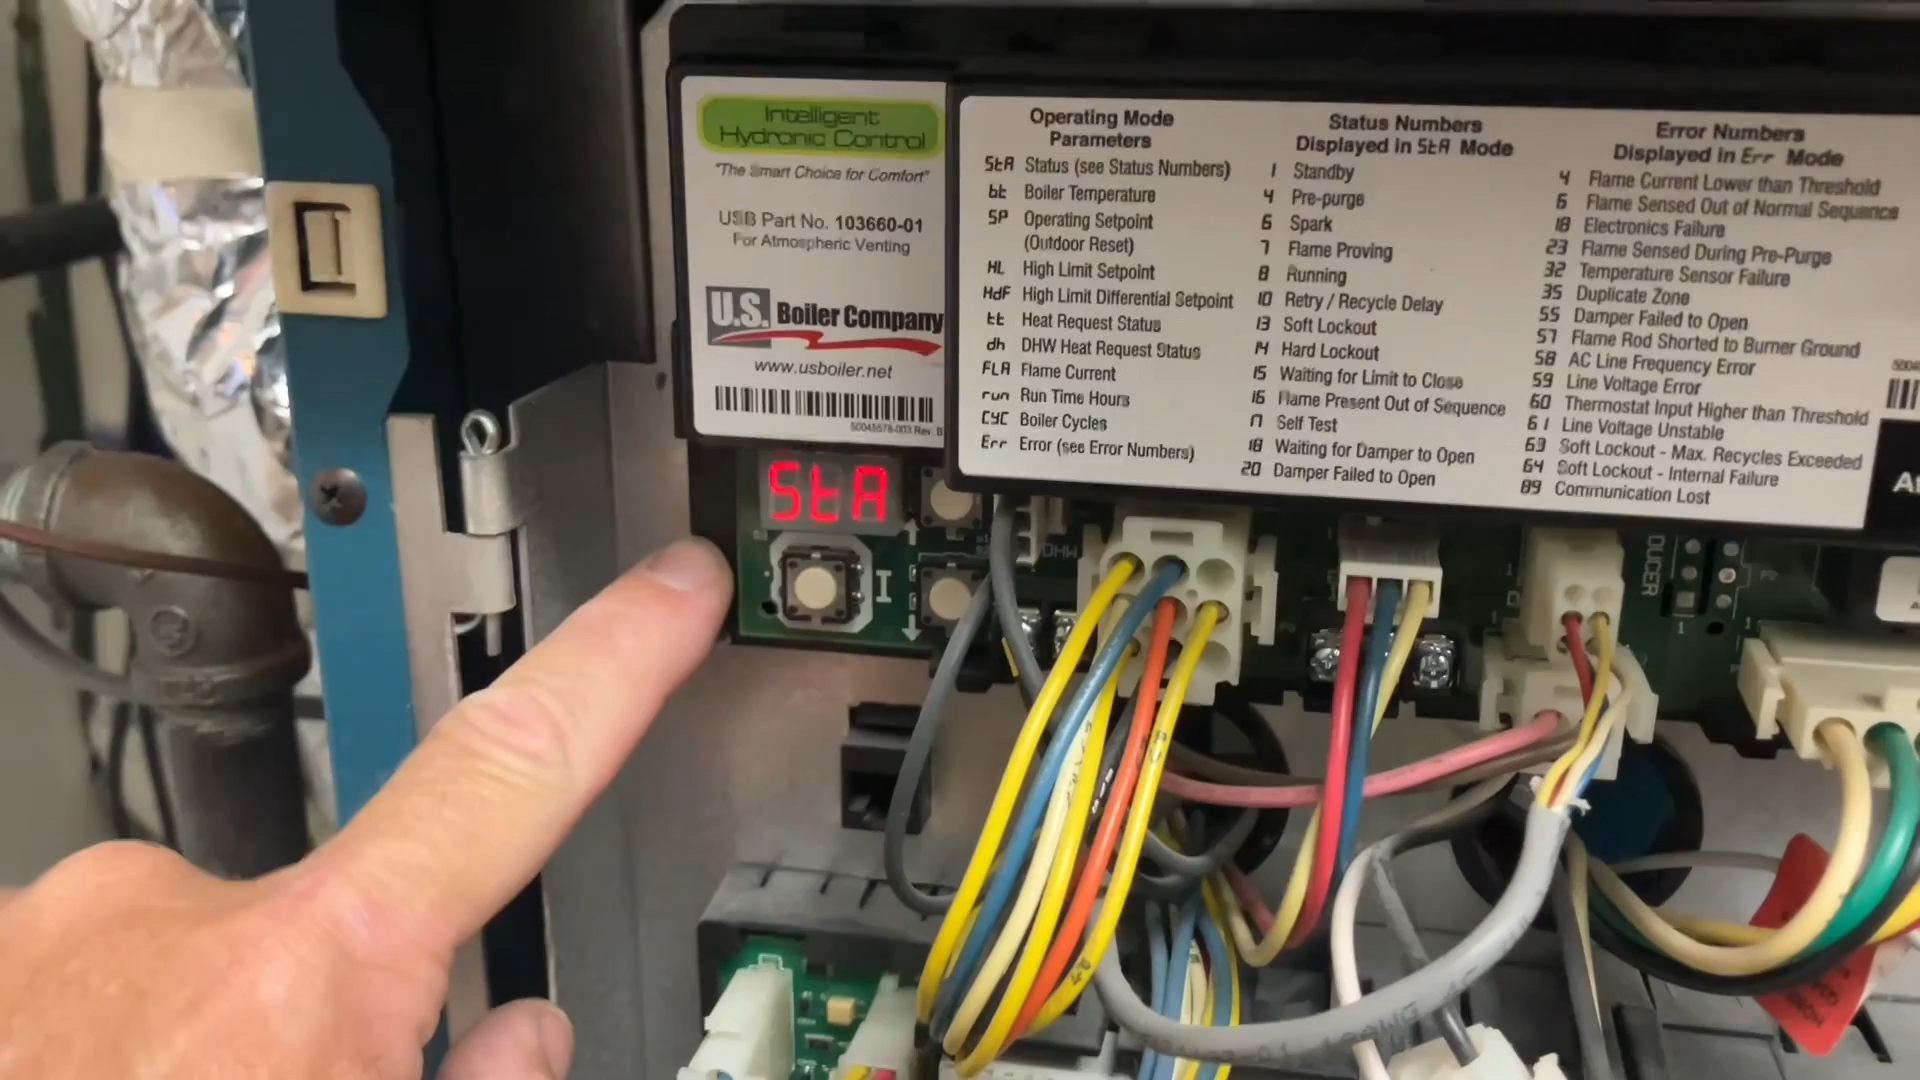 Intelligent
Hydronic Control
"The Smart Choice for Comfort"
USB Part No. 103660-01
For Atmospheric Venting
U.S. Boiler Company
www.usboiler.net
50045578-003 Rev. B
Operating Mode
Parameters
StA Status (see Status Numbers)
bt Boiler Temperature
SP Operating Setpoint
(Outdoor Reset)
HL High Limit Setpoint
HdF High Limit Differential Setpoint
tt Heat Request Status
dh DHW Heat Request Status
FLA Flame Current
run Run Time Hours
CYC Boiler Cycles
Err Error (see Error Numbers)
Status Numbers
Displayed in StA Mode
1 Standby
4 Pre-purge
6 Spark
7 Flame Proving
8 Running
10 Retry / Recycle Delay
13 Soft Lockout
14 Hard Lockout
15 Waiting for Limit to Close
16 Flame Present Out of Sequence
17 Self Test
18 Waiting for Damper to Open
20 Damper Failed to Open
Error Numbers
Displayed in Err Mode
4 Flame Current Lower than Threshold
6 Flame Sensed Out of Normal Sequence
18 Electronics Failure
23 Flame Sensed During Pre-Purge
32 Temperature Sensor Failure
35 Duplicate Zone
55 Damper Failed to Open
57 Flame Rod Shorted to Burner Ground
58 AC Line Frequency Error
59 Line Voltage Error
60 Thermostat Input Higher than Threshold
61 Line Voltage Unstable
63 Soft Lockout - Max. Recycles Exceeded
64 Soft Lockout - Internal Failure
89 Communication Lost
StA
I
DHW